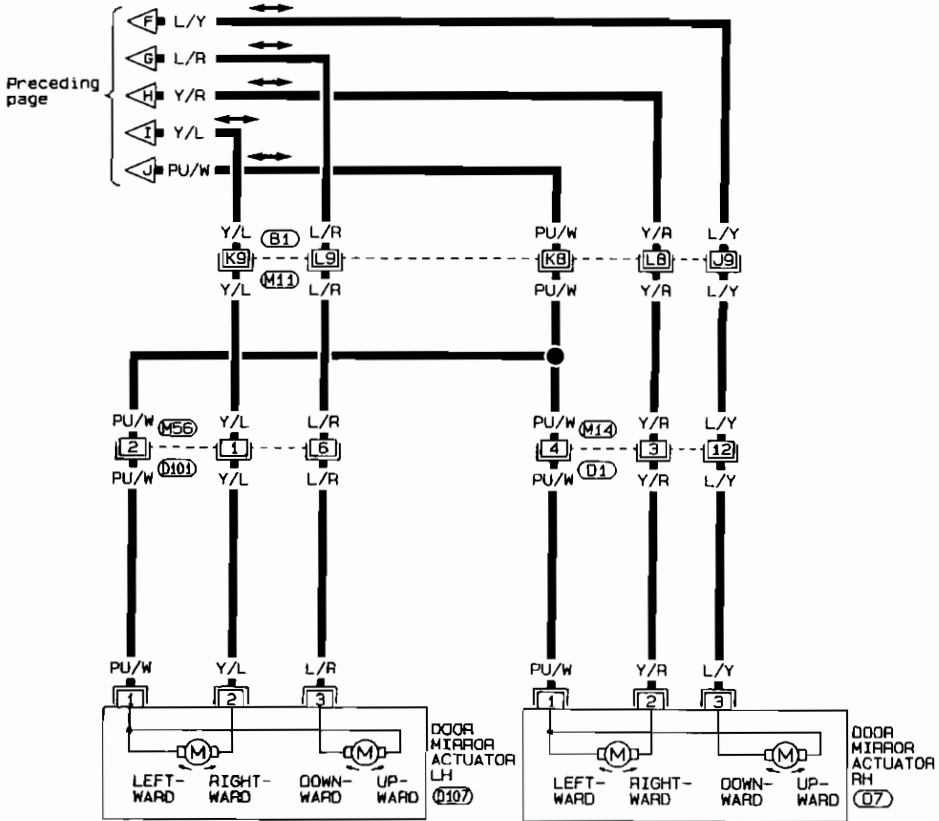 F L/Y
G L/R
Preceding
page
H Y/R
I Y/L
J PU/W
Y/L B1 L/R PU/W Y/R L/Y
K9 L9 K8 L8 J9
Y/L M11 L/R PU/W Y/R L/Y
PU/W M56 Y/L L/R PU/W M14 Y/R L/Y
2 1 6 4 3 12
PU/W D101 Y/L L/R PU/W D1 Y/R L/Y
PU/W Y/L L/R PU/W Y/R L/Y
1 2 3 1 2 3
M M M M
DOOR
MIRROR
ACTUATOR
LH
D107
DOOR
MIRROR
ACTUATOR
RH
D7
LEFT-
WARD
RIGHT-
WARD
DOWN-
WARD
UP-
WARD
LEFT-
WARD
RIGHT-
WARD
DOWN-
WARD
UP-
WARD